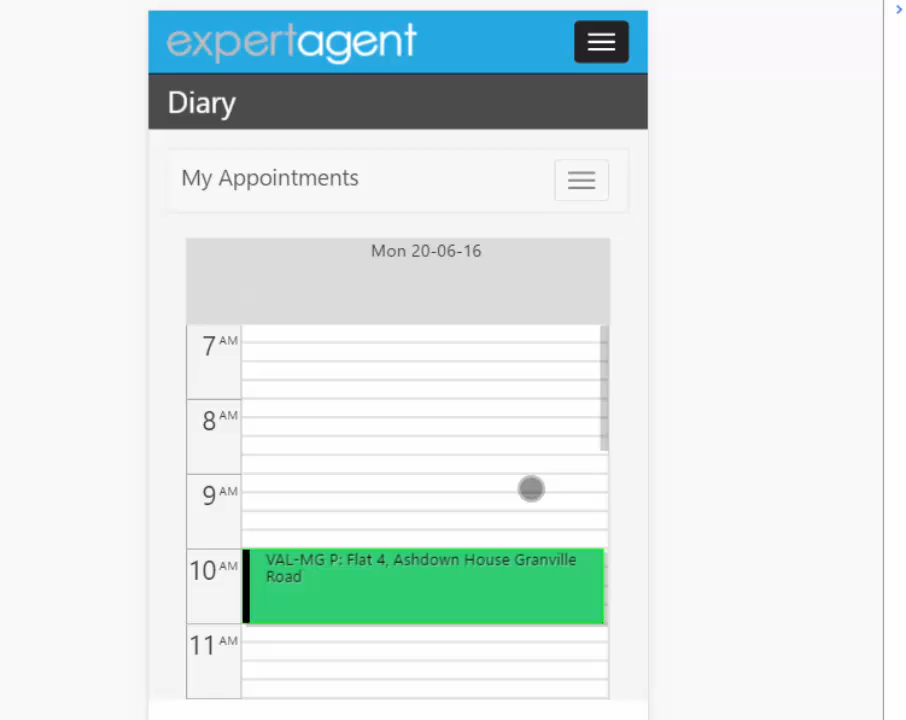 expertagent
Diary
My Appointments
Mon 20-06-16
7 AM
8 AM
9 AM
10 AM
VAL-MG P: Flat 4, Ashdown House Granville
Road
11 AM